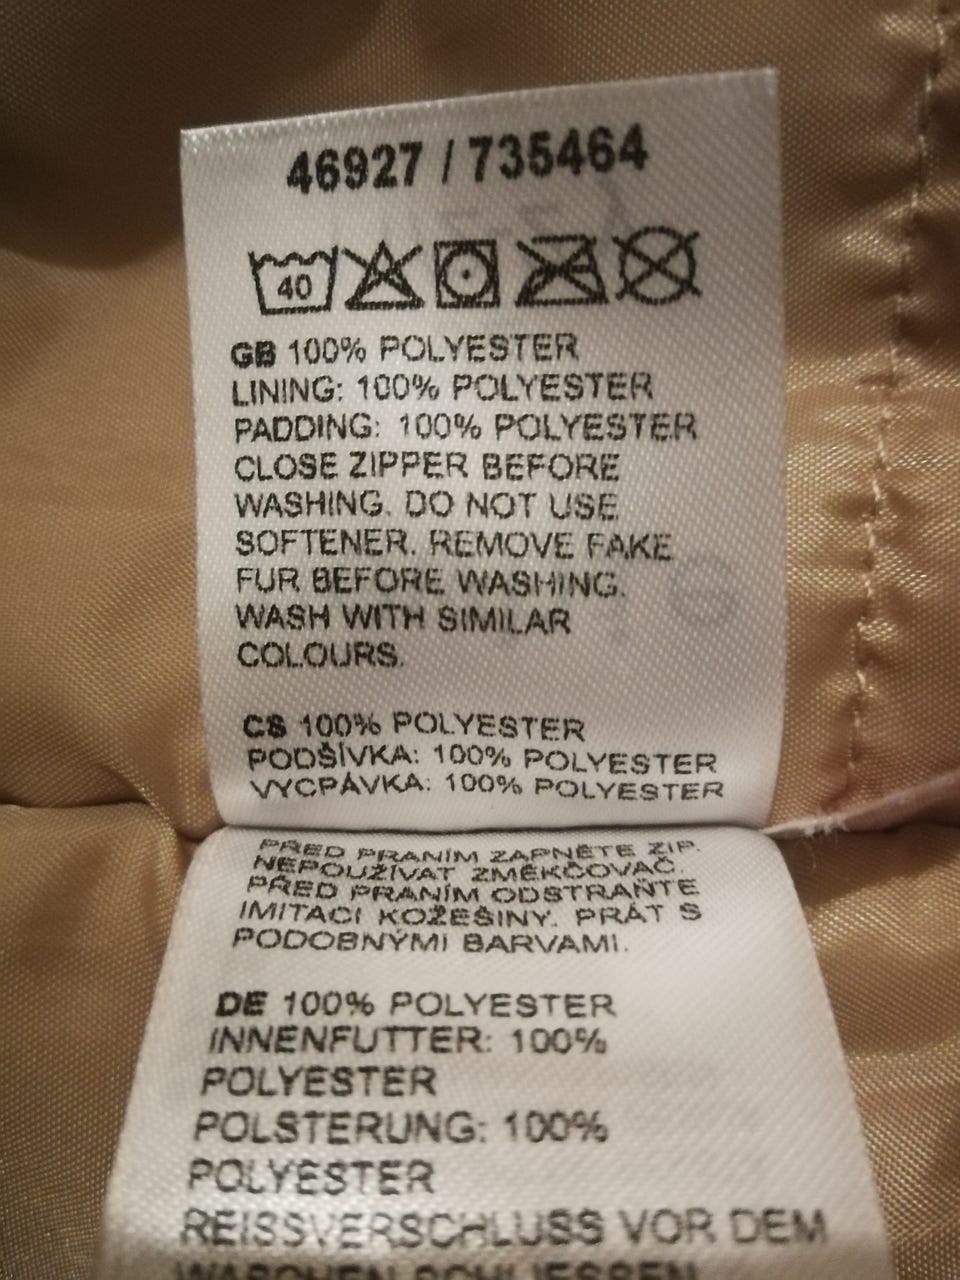 46927 / 735464
40
GB 100% POLYESTER
LINING: 100% POLYESTER
PADDING: 100% POLYESTER
CLOSE ZIPPER BEFORE
WASHING. DO NOT USE
SOFTENER. REMOVE FAKE
FUR BEFORE WASHING.
WASH WITH SIMILAR
COLOURS.
CS 100% POLYESTER
PODŠÍVKA: 100% POLYESTER
VYCPÁVKA: 100% POLYESTER
PŘED PRANÍM ZAPNĚTE ZIP.
NEPOUŽÍVAT ZMĚKČOVAČ.
PŘED PRANÍM ODSTRAŇTE
IMITACI KOŽEŠINY. PRÁT S
PODOBNÝMI BARVAMI.
DE 100% POLYESTER
INNENFUTTER: 100%
POLYESTER
POLSTERUNG: 100%
POLYESTER
REISSVERSCHLUSS VOR DEM
WASCHEN SCHLIESSEN.